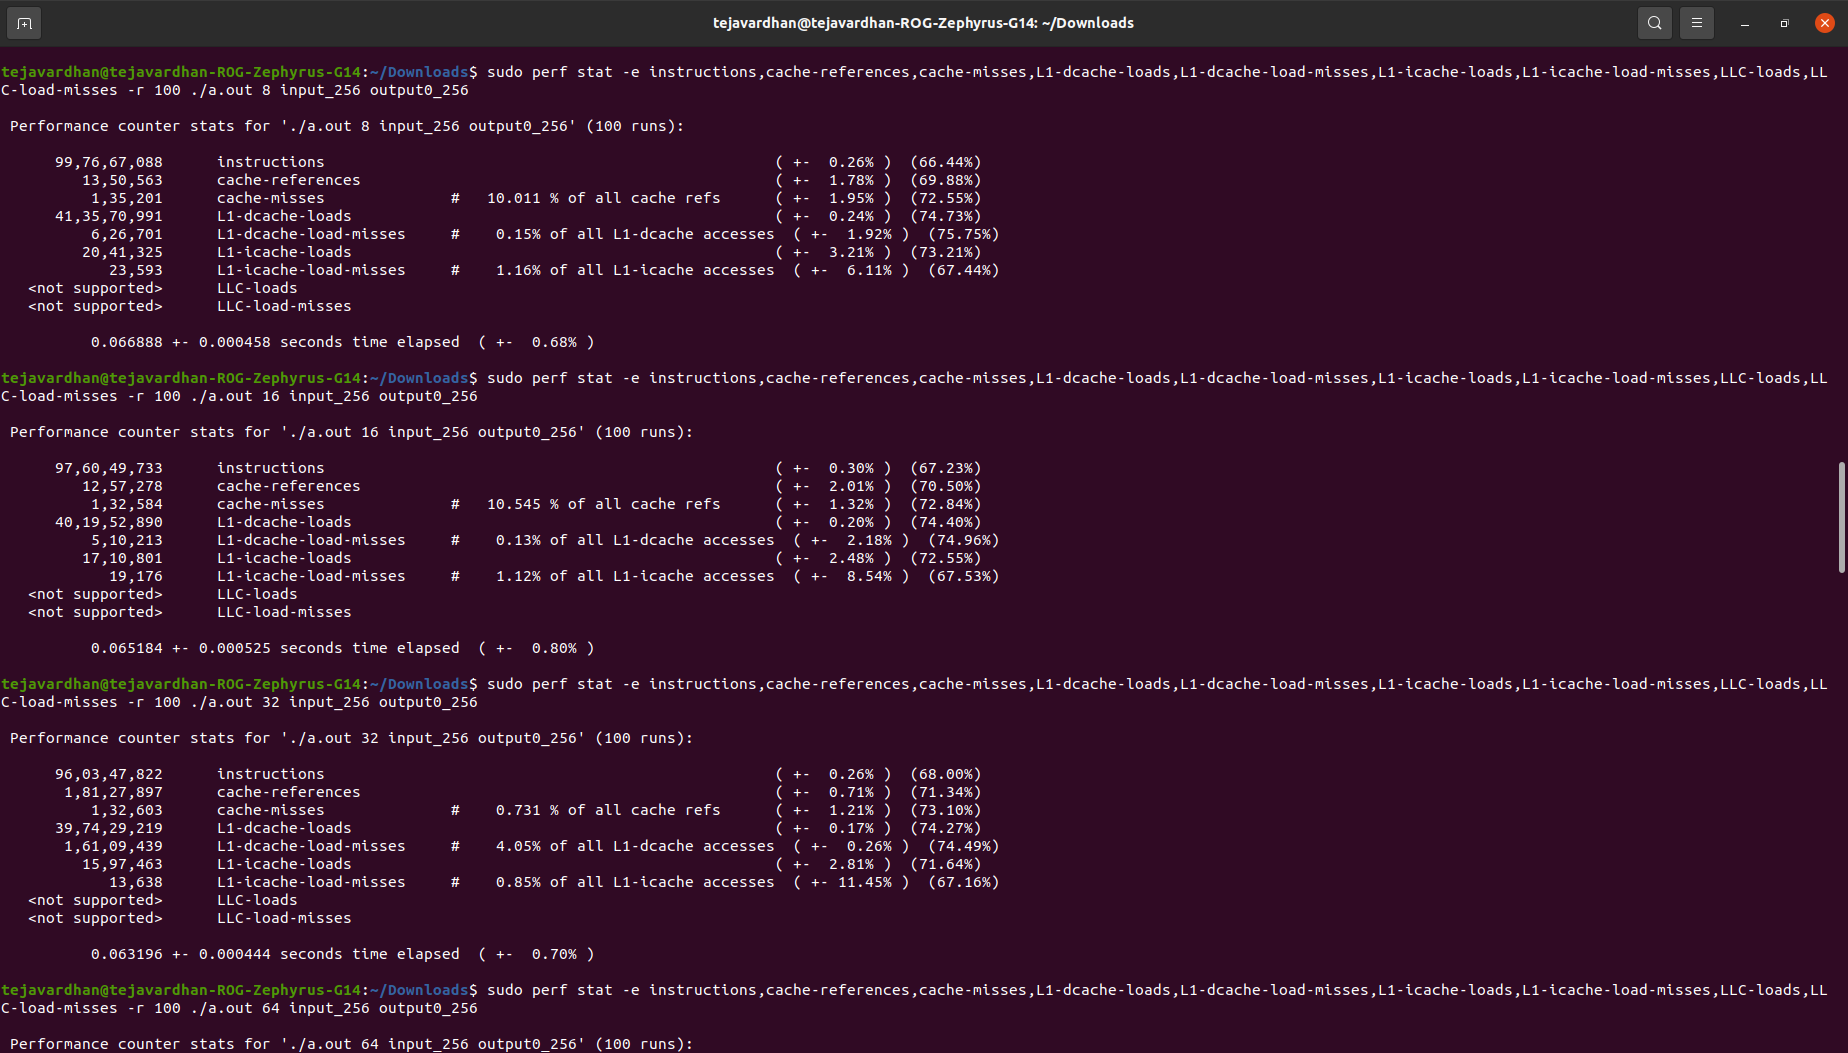 tejavardhan@tejavardhan-ROG-Zephyrus-G14: ~/Downloads
tejavardhan@tejavardhan-ROG-Zephyrus-G14:~/Downloads$ sudo perf stat -e instructions,cache-references,cache-misses,L1-dcache-loads,L1-dcache-load-misses,L1-icache-loads,L1-icache-load-misses,LLC-loads,LL
C-load-misses -r 100 ./a.out 8 input_256 output0_256
Performance counter stats for './a.out 8 input_256 output0_256' (100 runs):
99,76,67,088 instructions ( +- 0.26% ) (66.44%)
13,50,563 cache-references ( +- 1.78% ) (69.88%)
1,35,201 cache-misses # 10.011 % of all cache refs ( +- 1.95% ) (72.55%)
41,35,70,991 L1-dcache-loads ( +- 0.24% ) (74.73%)
6,26,701 L1-dcache-load-misses # 0.15% of all L1-dcache accesses ( +- 1.92% ) (75.75%)
20,41,325 L1-icache-loads ( +- 3.21% ) (73.21%)
23,593 L1-icache-load-misses # 1.16% of all L1-icache accesses ( +- 6.11% ) (67.44%)
<not supported> LLC-loads
<not supported> LLC-load-misses
0.066888 +- 0.000458 seconds time elapsed ( +- 0.68% )
tejavardhan@tejavardhan-ROG-Zephyrus-G14:~/Downloads$ sudo perf stat -e instructions,cache-references,cache-misses,L1-dcache-loads,L1-dcache-load-misses,L1-icache-loads,L1-icache-load-misses,LLC-loads,LL
C-load-misses -r 100 ./a.out 16 input_256 output0_256
Performance counter stats for './a.out 16 input_256 output0_256' (100 runs):
97,60,49,733 instructions ( +- 0.30% ) (67.23%)
12,57,278 cache-references ( +- 2.01% ) (70.50%)
1,32,584 cache-misses # 10.545 % of all cache refs ( +- 1.32% ) (72.84%)
40,19,52,890 L1-dcache-loads ( +- 0.20% ) (74.40%)
5,10,213 L1-dcache-load-misses # 0.13% of all L1-dcache accesses ( +- 2.18% ) (74.96%)
17,10,801 L1-icache-loads ( +- 2.48% ) (72.55%)
19,176 L1-icache-load-misses # 1.12% of all L1-icache accesses ( +- 8.54% ) (67.53%)
<not supported> LLC-loads
<not supported> LLC-load-misses
0.065184 +- 0.000525 seconds time elapsed ( +- 0.80% )
tejavardhan@tejavardhan-ROG-Zephyrus-G14:~/Downloads$ sudo perf stat -e instructions,cache-references,cache-misses,L1-dcache-loads,L1-dcache-load-misses,L1-icache-loads,L1-icache-load-misses,LLC-loads,LL
C-load-misses -r 100 ./a.out 32 input_256 output0_256
Performance counter stats for './a.out 32 input_256 output0_256' (100 runs):
96,03,47,822 instructions ( +- 0.26% ) (68.00%)
1,81,27,897 cache-references ( +- 0.71% ) (71.34%)
1,32,603 cache-misses # 0.731 % of all cache refs ( +- 1.21% ) (73.10%)
39,74,29,219 L1-dcache-loads ( +- 0.17% ) (74.27%)
1,61,09,439 L1-dcache-load-misses # 4.05% of all L1-dcache accesses ( +- 0.26% ) (74.49%)
15,97,463 L1-icache-loads ( +- 2.81% ) (71.64%)
13,638 L1-icache-load-misses # 0.85% of all L1-icache accesses ( +- 11.45% ) (67.16%)
<not supported> LLC-loads
<not supported> LLC-load-misses
0.063196 +- 0.000444 seconds time elapsed ( +- 0.70% )
tejavardhan@tejavardhan-ROG-Zephyrus-G14:~/Downloads$ sudo perf stat -e instructions,cache-references,cache-misses,L1-dcache-loads,L1-dcache-load-misses,L1-icache-loads,L1-icache-load-misses,LLC-loads,LL
C-load-misses -r 100 ./a.out 64 input_256 output0_256
Performance counter stats for './a.out 64 input_256 output0_256' (100 runs):